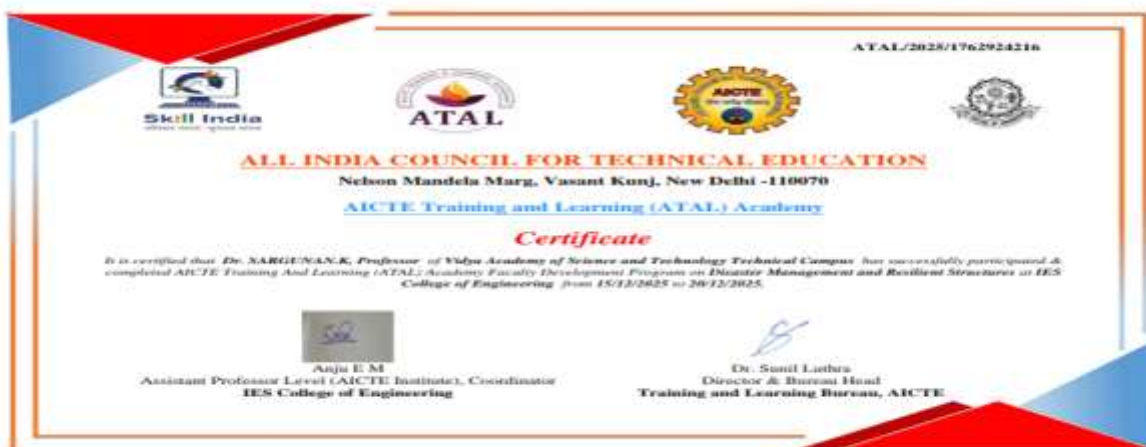 ATAL/2025/1762924216
Skill India
ATAL
AICTE
ALL INDIA COUNCIL FOR TECHNICAL EDUCATION
Nelson Mandela Marg, Vasant Kunj, New Delhi -110070
AICTE Training and Learning (ATAL) Academy
Certificate
It is certified that Dr. SARGUNAN.K, Professor of Vidya Academy of Science and Technology Technical Campus has successfully participated &
completed AICTE Training And Learning (ATAL) Academy Faculty Development Program on Disaster Management and Resilient Structures at IES
College of Engineering from 15/12/2025 to 20/12/2025.
Anju E M
Assistant Professor Level (AICTE Institute), Coordinator
IES College of Engineering
Dr. Sunil Luthra
Director & Bureau Head
Training and Learning Bureau, AICTE